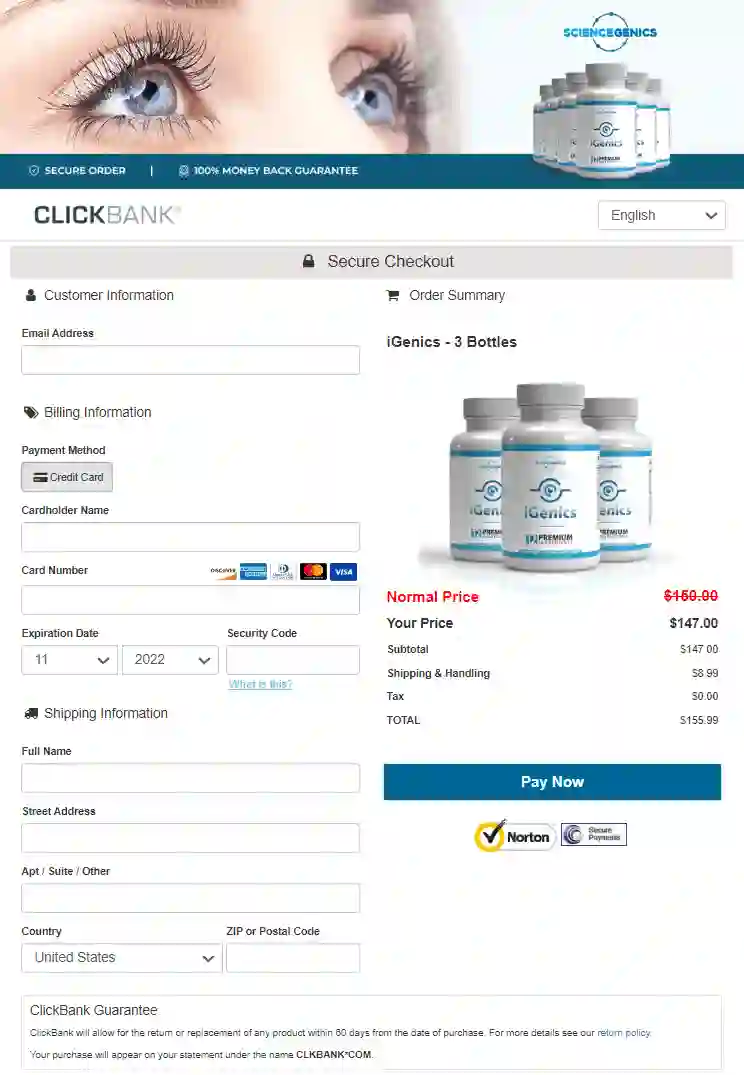 SCIENCEGENICS
iGenics
PREMIUM
SECURE ORDER | 100% MONEY BACK GUARANTEE
CLICKBANK
English
Secure Checkout
Customer Information
Email Address
Billing Information
Payment Method
Credit Card
Cardholder Name
Card Number
DISCOVER
VISA
Expiration Date
Security Code
11
2022
What is this?
Shipping Information
Full Name
Street Address
Apt / Suite / Other
Country
ZIP or Postal Code
United States
Order Summary
iGenics - 3 Bottles
iGen
iGenics
enics
PREMIUM
Normal Price $150.00
Your Price $147.00
Subtotal $147.00
Shipping & Handling $8.99
Tax $0.00
TOTAL $155.99
Pay Now
Norton
Secure
Payments
ClickBank Guarantee
ClickBank will allow for the return or replacement of any product within 60 days from the date of purchase. For more details see our return policy.
Your purchase will appear on your statement under the name CLKBANK*COM.